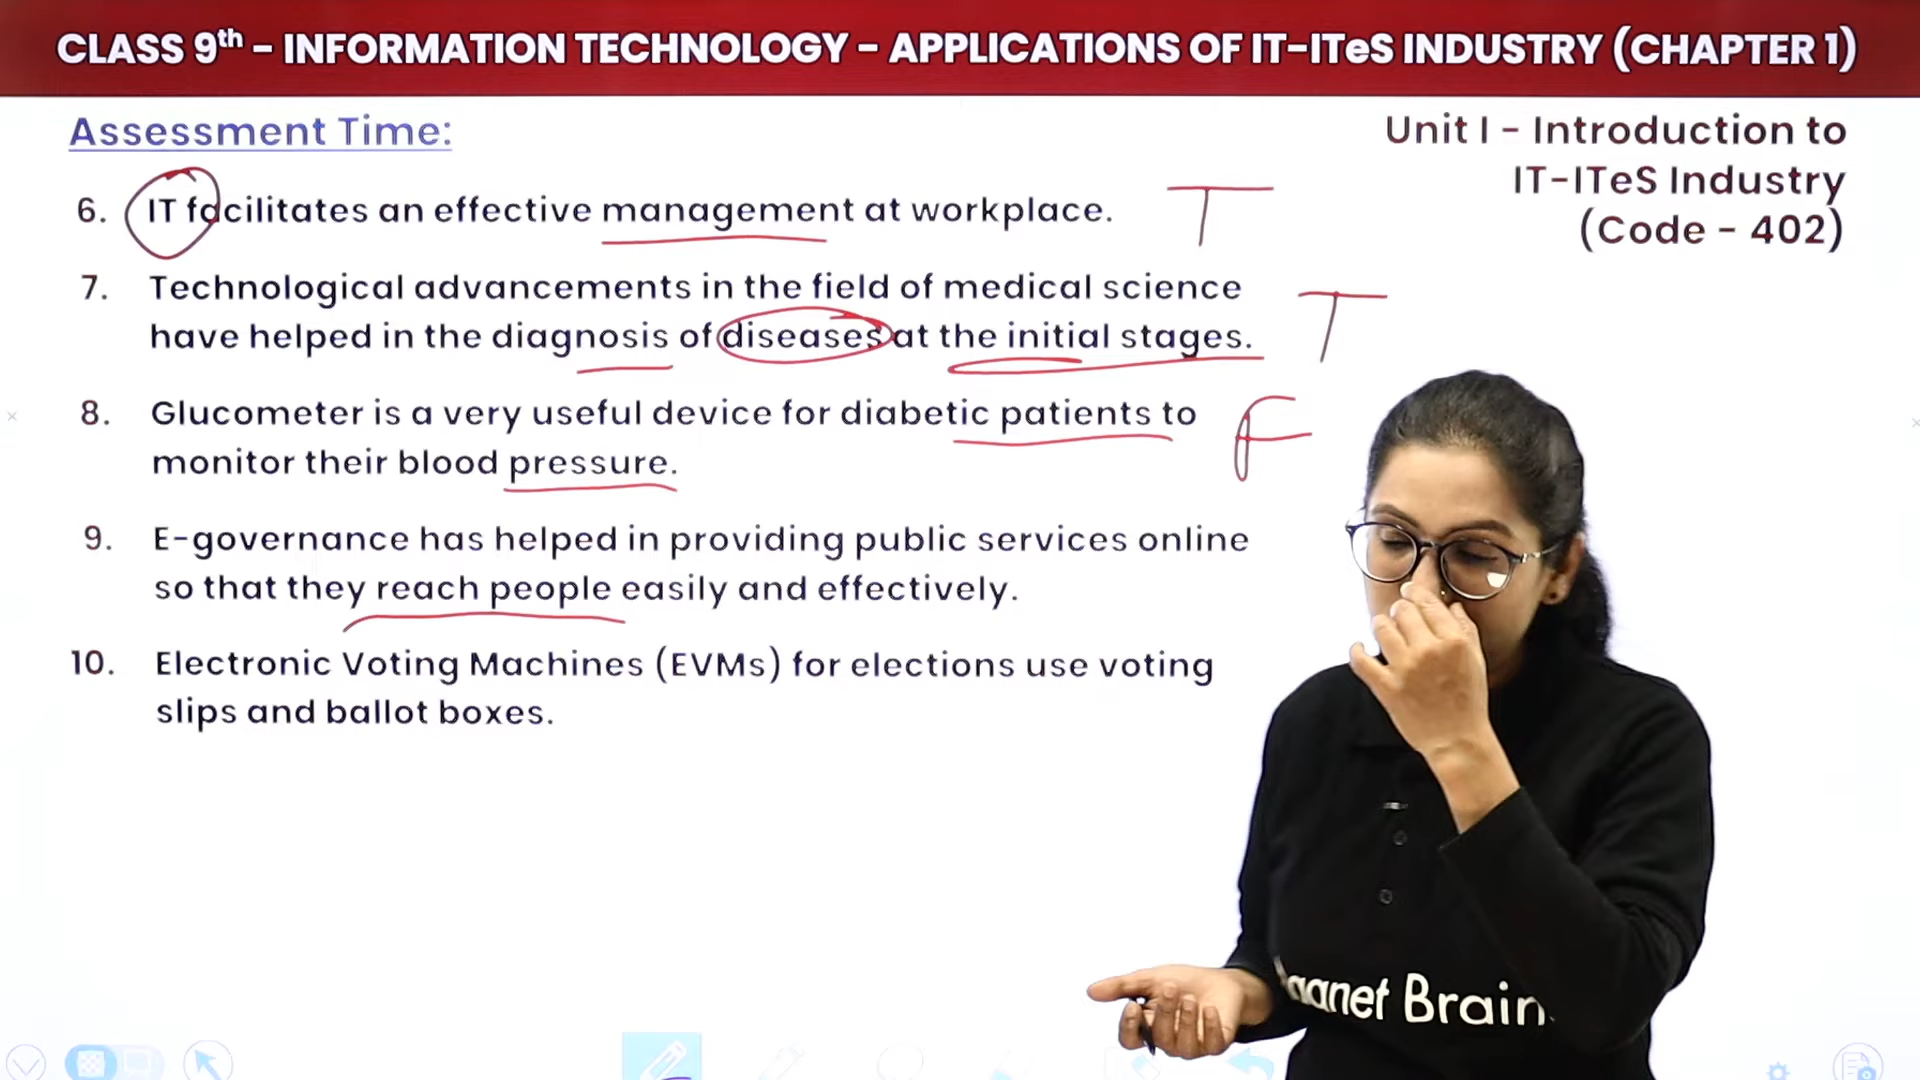 CLASS 9th – INFORMATION TECHNOLOGY – APPLICATIONS OF IT-ITeS INDUSTRY (CHAPTER 1)
Assessment Time:
Unit I – Introduction to
IT-ITeS Industry
(Code – 402)
6. IT facilitates an effective management at workplace. T
7. Technological advancements in the field of medical science
have helped in the diagnosis of diseases at the initial stages. T
8. Glucometer is a very useful device for diabetic patients to
monitor their blood pressure. F
9. E-governance has helped in providing public services online
so that they reach people easily and effectively.
10. Electronic Voting Machines (EVMs) for elections use voting
slips and ballot boxes.